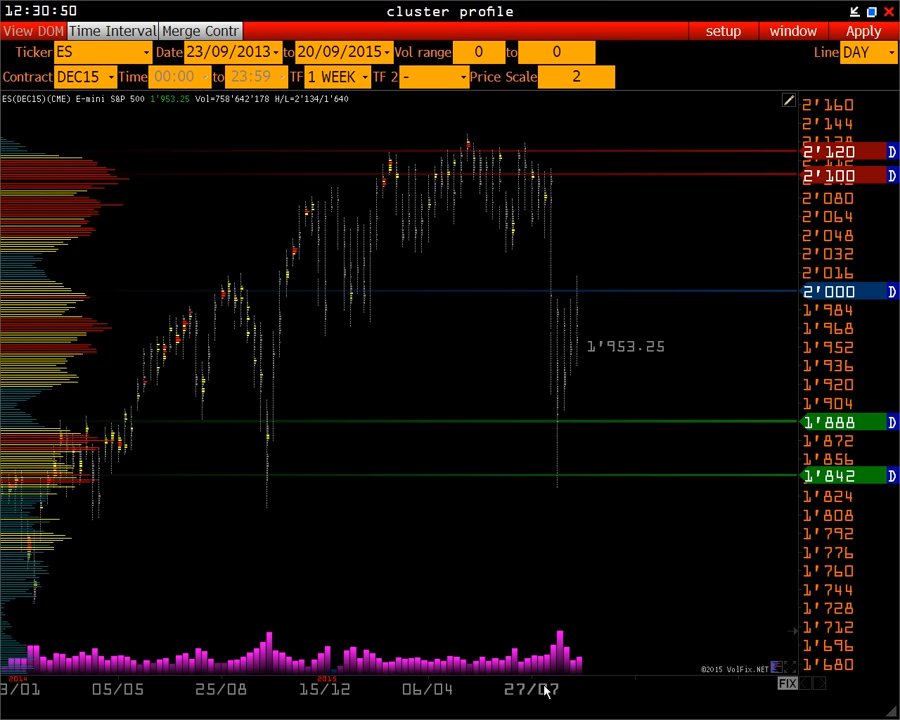 12:30:50 cluster profile
View DOM Time Interval Merge Contr setup window Apply
Ticker ES Date 23/09/2013 to 20/09/2015 Vol range 0 to 0 Line DAY
Contract DEC15 Time 00:00 to 23:59 TF 1 WEEK TF 2 - Price Scale 2
ES(DEC15)(CME) E-mini S&P 500 1'953.25 Vol=758'642'178 H/L=2'134/1'640
2'160
2'144
2'120 D
2'100 D
2'080
2'064
2'048
2'032
2'016
2'000 D
1'984
1'968
1'953.25
1'952
1'936
1'920
1'904
1'888 D
1'872
1'856
1'842 D
1'824
1'808
1'792
1'776
1'760
1'744
1'728
1'712
1'696
1'680
©2015 VolFix.NET
2014 2015
3/01 05/05 25/08 15/12 06/04 27/07 FIX